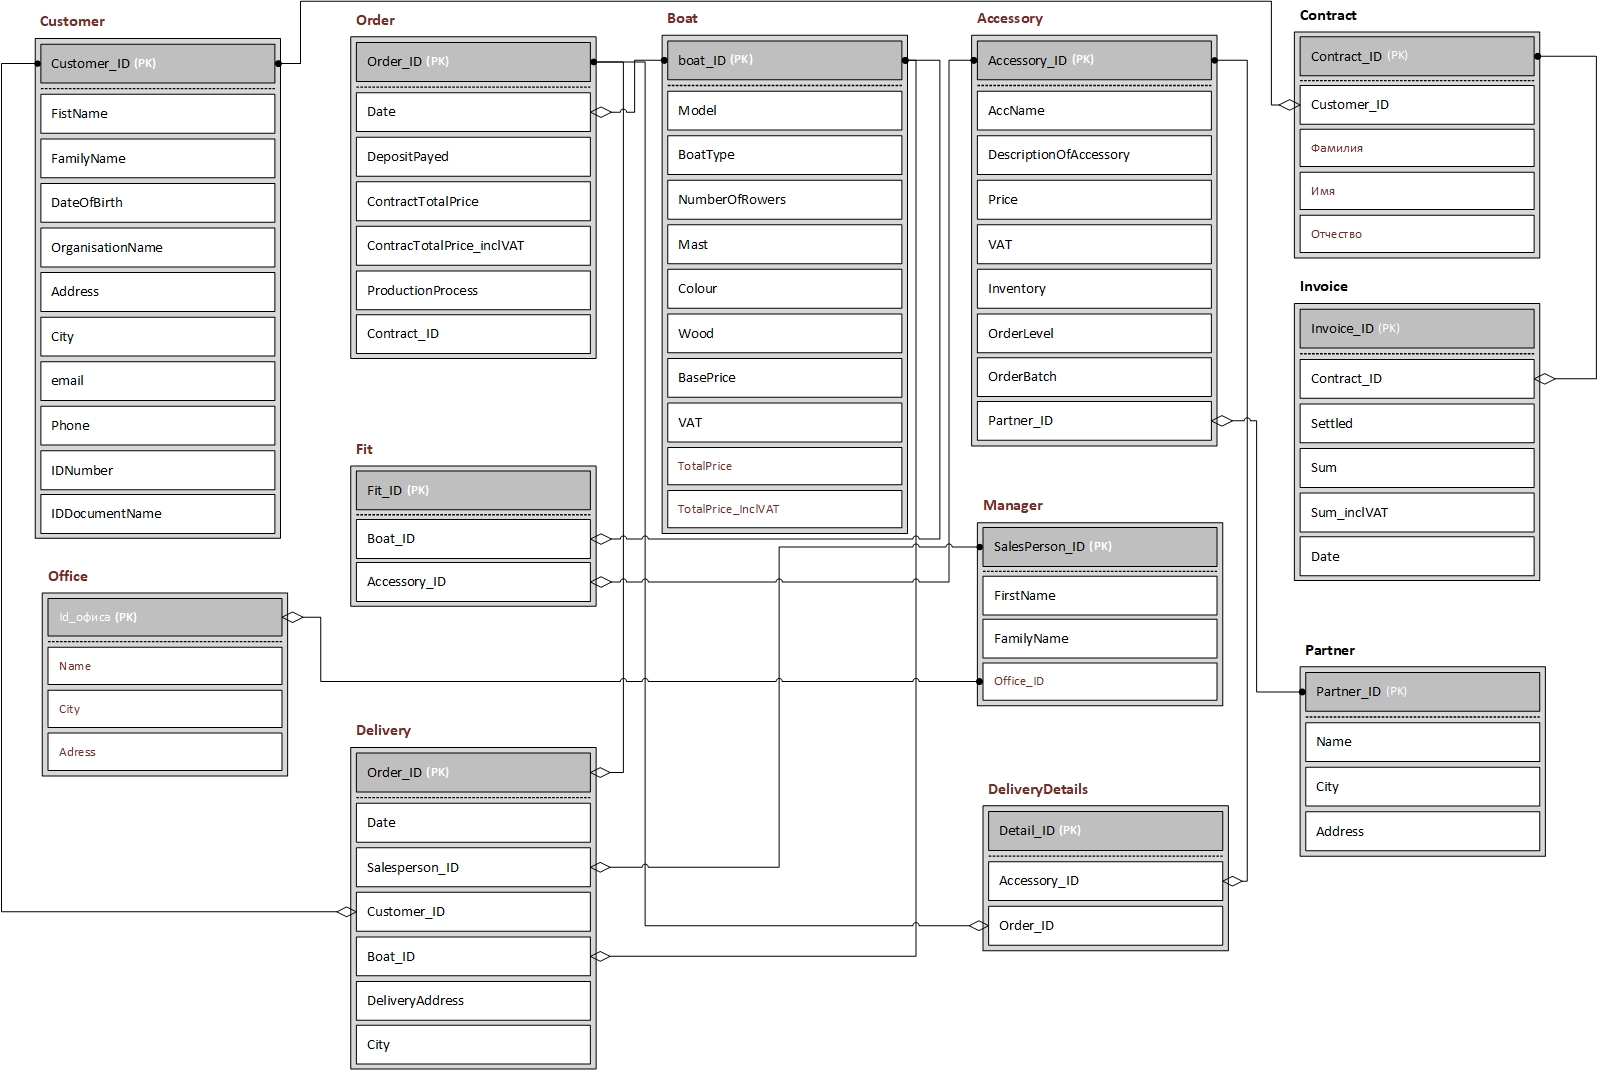 Customer
Customer_ID (PK)
FistName
FamilyName
DateOfBirth
OrganisationName
Address
City
email
Phone
IDNumber
IDDocumentName
Order
Order_ID (PK)
Date
DepositPayed
ContractTotalPrice
ContracTotalPrice_inclVAT
ProductionProcess
Contract_ID
Boat
boat_ID (PK)
Model
BoatType
NumberOfRowers
Mast
Colour
Wood
BasePrice
VAT
TotalPrice
TotalPrice_InclVAT
Accessory
Accessory_ID (PK)
AccName
DescriptionOfAccessory
Price
VAT
Inventory
OrderLevel
OrderBatch
Partner_ID
Contract
Contract_ID (PK)
Customer_ID
Фамилия
Имя
Отчество
Invoice
Invoice_ID (PK)
Contract_ID
Settled
Sum
Sum_inclVAT
Date
Fit
Fit_ID (PK)
Boat_ID
Accessory_ID
Manager
SalesPerson_ID (PK)
FirstName
FamilyName
Office_ID
Office
Id_офиса (PK)
Name
City
Adress
Partner
Partner_ID (PK)
Name
City
Address
Delivery
Order_ID (PK)
Date
Salesperson_ID
Customer_ID
Boat_ID
DeliveryAddress
City
DeliveryDetails
Detail_ID (PK)
Accessory_ID
Order_ID